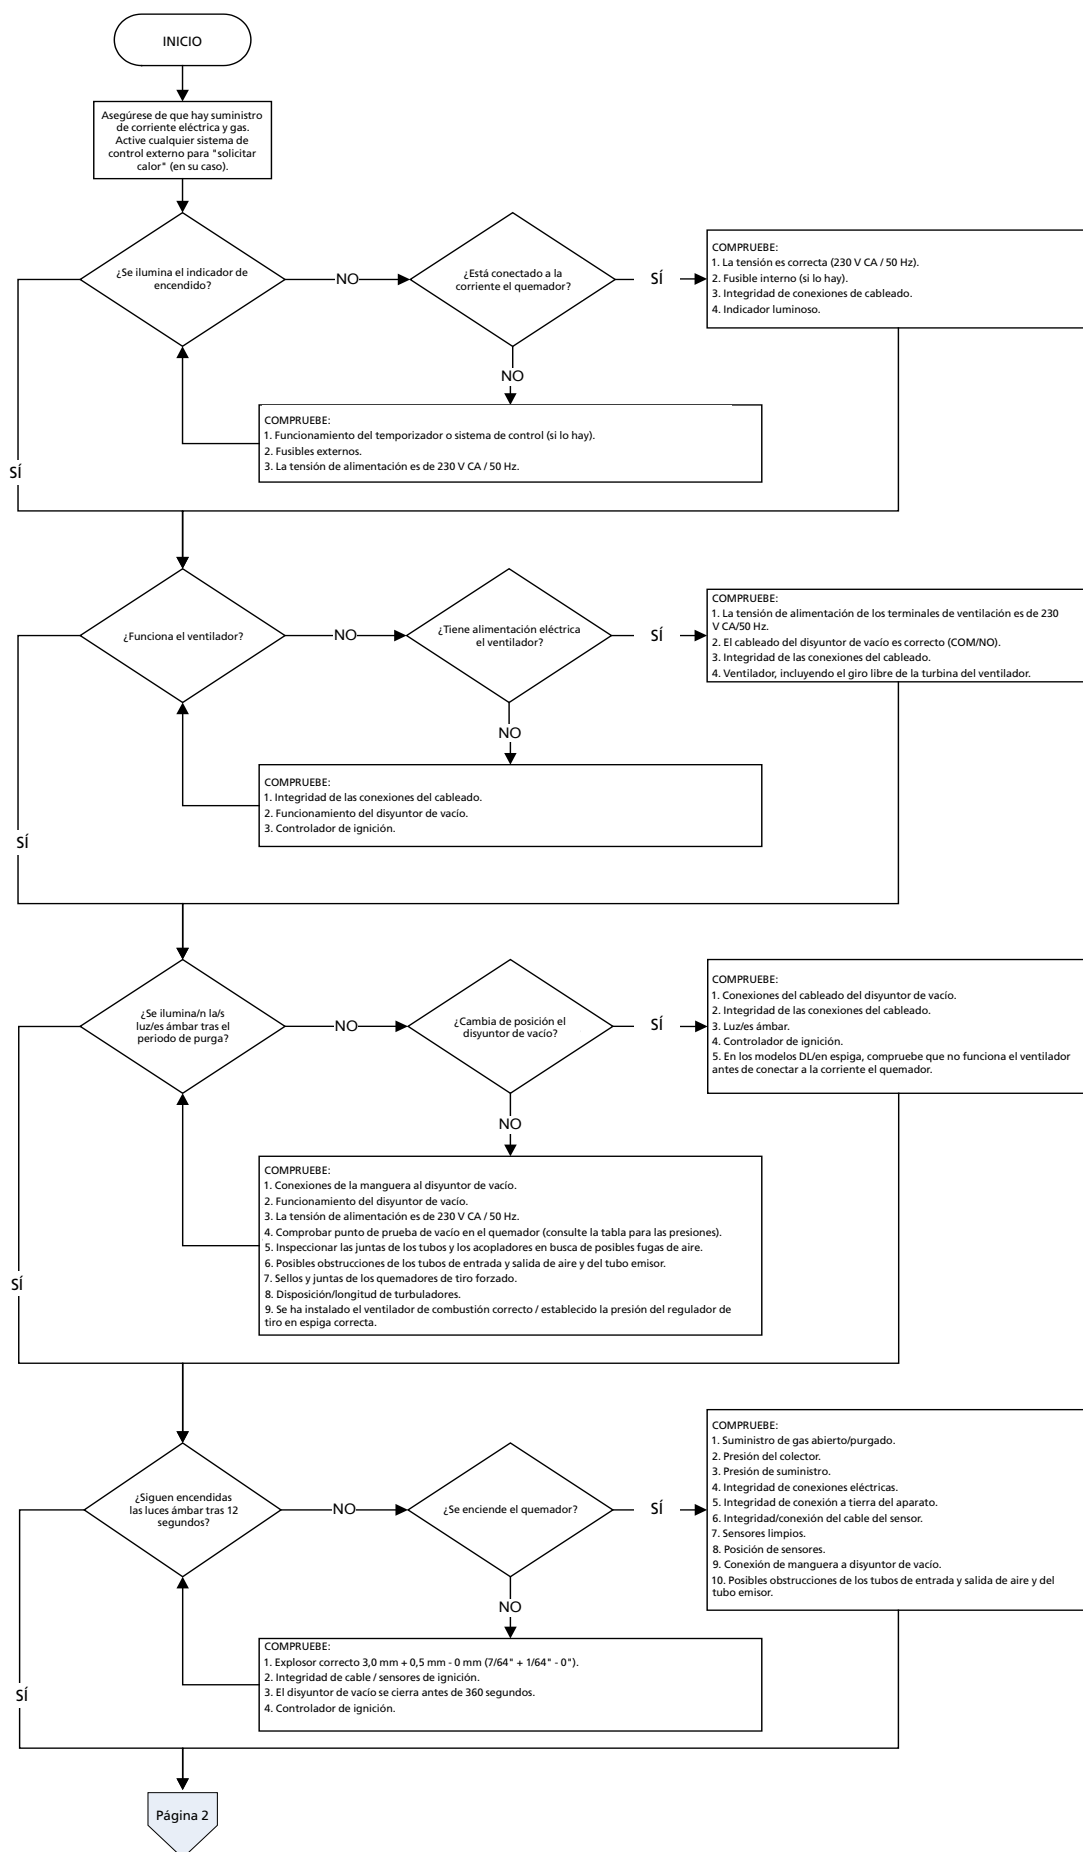 INICIO
Asegúrese de que hay suministro
de corriente eléctrica y gas.
Active cualquier sistema de
control externo para "solicitar
calor" (en su caso).
¿Se ilumina el indicador de
encendido?
NO
¿Está conectado a la
corriente el quemador?
SÍ
COMPRUEBE:
1. La tensión es correcta (230 V CA / 50 Hz).
2. Fusible interno (si lo hay).
3. Integridad de conexiones de cableado.
4. Indicador luminoso.
NO
COMPRUEBE:
1. Funcionamiento del temporizador o sistema de control (si lo hay).
2. Fusibles externos.
3. La tensión de alimentación es de 230 V CA / 50 Hz.
SÍ
¿Funciona el ventilador?
NO
¿Tiene alimentación eléctrica
el ventilador?
SÍ
COMPRUEBE:
1. La tensión de alimentación de los terminales de ventilación es de 230
V CA/50 Hz.
2. El cableado del disyuntor de vacío es correcto (COM/NO).
3. Integridad de las conexiones del cableado.
4. Ventilador, incluyendo el giro libre de la turbina del ventilador.
NO
COMPRUEBE:
1. Integridad de las conexiones del cableado.
2. Funcionamiento del disyuntor de vacío.
3. Controlador de ignición.
SÍ
¿Se ilumina/n la/s
luz/es ámbar tras el
periodo de purga?
NO
¿Cambia de posición el
disyuntor de vacío?
SÍ
COMPRUEBE:
1. Conexiones del cableado del disyuntor de vacío.
2. Integridad de las conexiones del cableado.
3. Luz/es ámbar.
4. Controlador de ignición.
5. En los modelos DL/en espiga, compruebe que no funciona el ventilador
antes de conectar a la corriente el quemador.
NO
COMPRUEBE:
1. Conexiones de la manguera al disyuntor de vacío.
2. Funcionamiento del disyuntor de vacío.
3. La tensión de alimentación es de 230 V CA / 50 Hz.
4. Comprobar punto de prueba de vacío en el quemador (consulte la tabla para las presiones).
5. Inspeccionar las juntas de los tubos y los acopladores en busca de posibles fugas de aire.
6. Posibles obstrucciones de los tubos de entrada y salida de aire y del tubo emisor.
7. Sellos y juntas de los quemadores de tiro forzado.
8. Disposición/longitud de turbuladores.
9. Se ha instalado el ventilador de combustión correcto / establecido la presión del regulador de
tiro en espiga correcta.
SÍ
¿Siguen encendidas
las luces ámbar tras 12
segundos?
NO
¿Se enciende el quemador?
SÍ
COMPRUEBE:
1. Suministro de gas abierto/purgado.
2. Presión del colector.
3. Presión de suministro.
4. Integridad de conexiones eléctricas.
5. Integridad de conexión a tierra del aparato.
6. Integridad/conexión del cable del sensor.
7. Sensores limpios.
8. Posición de sensores.
9. Conexión de manguera a disyuntor de vacío.
10. Posibles obstrucciones de los tubos de entrada y salida de aire y del
tubo emisor.
NO
COMPRUEBE:
1. Explosor correcto 3,0 mm + 0,5 mm - 0 mm (7/64" + 1/64" - 0").
2. Integridad de cable / sensores de ignición.
3. El disyuntor de vacío se cierra antes de 360 segundos.
4. Controlador de ignición.
SÍ
Página 2